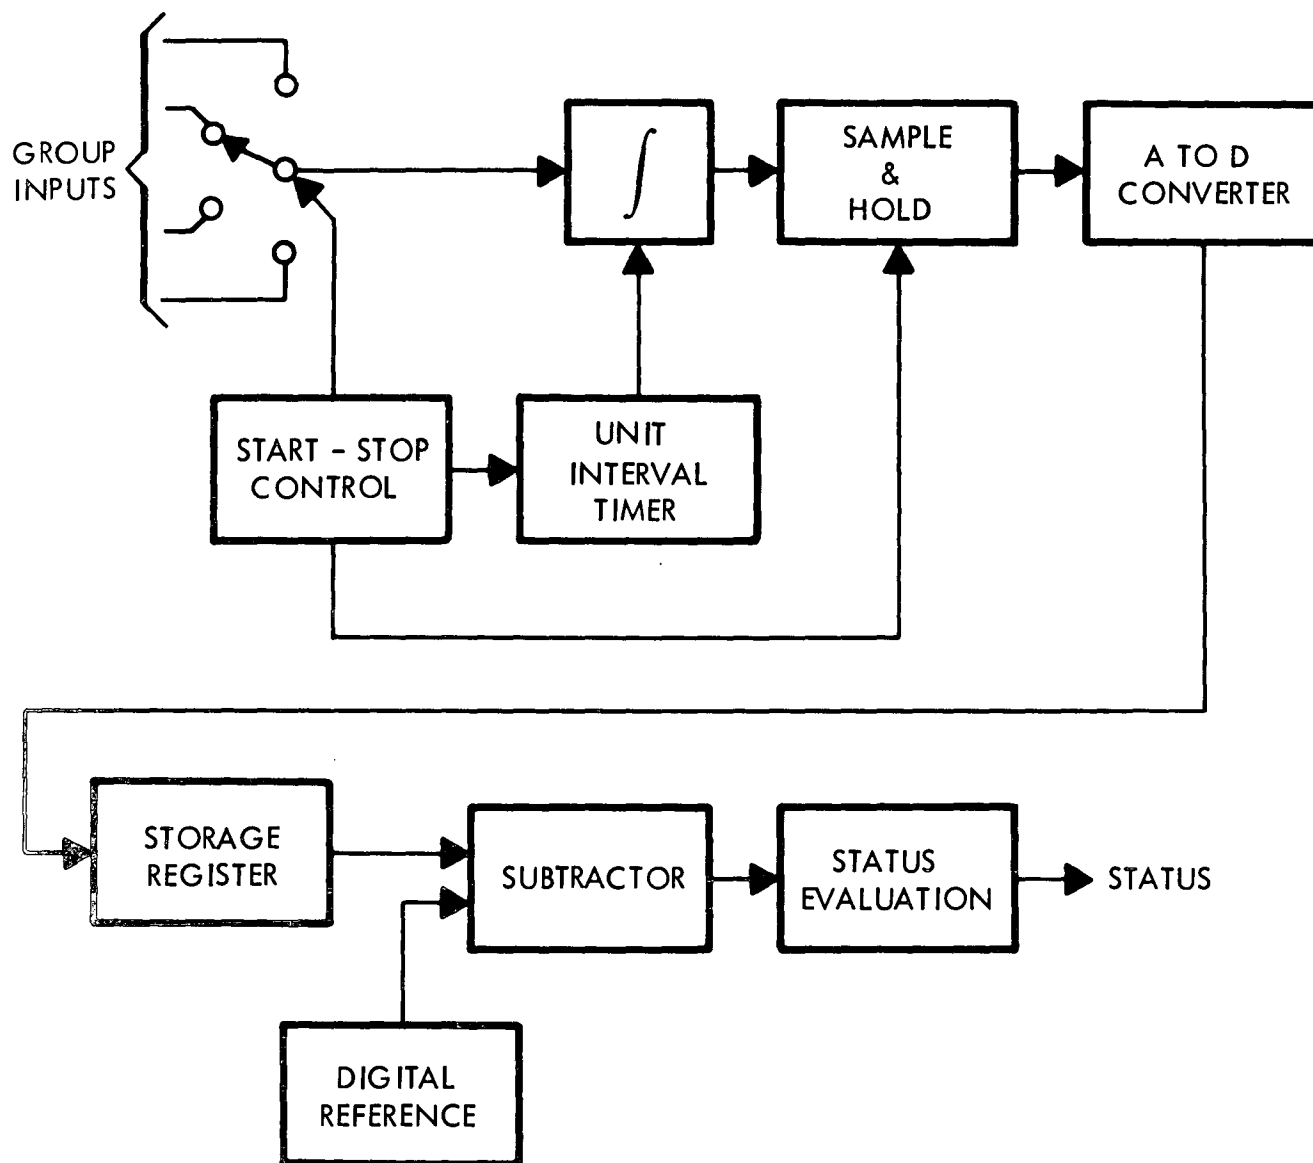 GROUP
INPUTS
∫
SAMPLE
&
HOLD
A TO D
CONVERTER
START – STOP
CONTROL
UNIT
INTERVAL
TIMER
STORAGE
REGISTER
SUBTRACTOR
STATUS
EVALUATION
STATUS
DIGITAL
REFERENCE